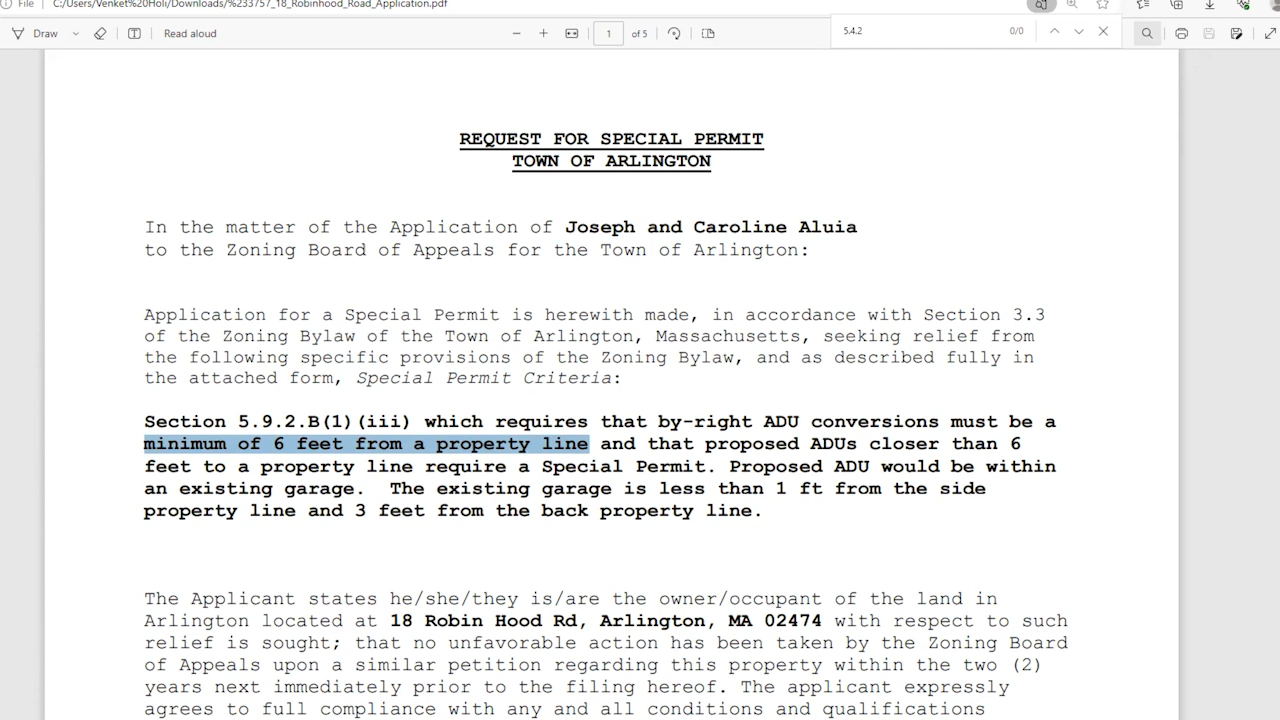 File C:/Users/Venket%20Holi/Downloads/%233757_18_Robinhood_Road_Application.pdf
Draw Read aloud 1 of 5 5.4.2 0/0
REQUEST FOR SPECIAL PERMIT
TOWN OF ARLINGTON
In the matter of the Application of Joseph and Caroline Aluia
to the Zoning Board of Appeals for the Town of Arlington:
Application for a Special Permit is herewith made, in accordance with Section 3.3
of the Zoning Bylaw of the Town of Arlington, Massachusetts, seeking relief from
the following specific provisions of the Zoning Bylaw, and as described fully in
the attached form, Special Permit Criteria:
Section 5.9.2.B(1)(iii) which requires that by-right ADU conversions must be a
minimum of 6 feet from a property line and that proposed ADUs closer than 6
feet to a property line require a Special Permit. Proposed ADU would be within
an existing garage. The existing garage is less than 1 ft from the side
property line and 3 feet from the back property line.
The Applicant states he/she/they is/are the owner/occupant of the land in
Arlington located at 18 Robin Hood Rd, Arlington, MA 02474 with respect to such
relief is sought; that no unfavorable action has been taken by the Zoning Board
of Appeals upon a similar petition regarding this property within the two (2)
years next immediately prior to the filing hereof. The applicant expressly
agrees to full compliance with any and all conditions and qualifications